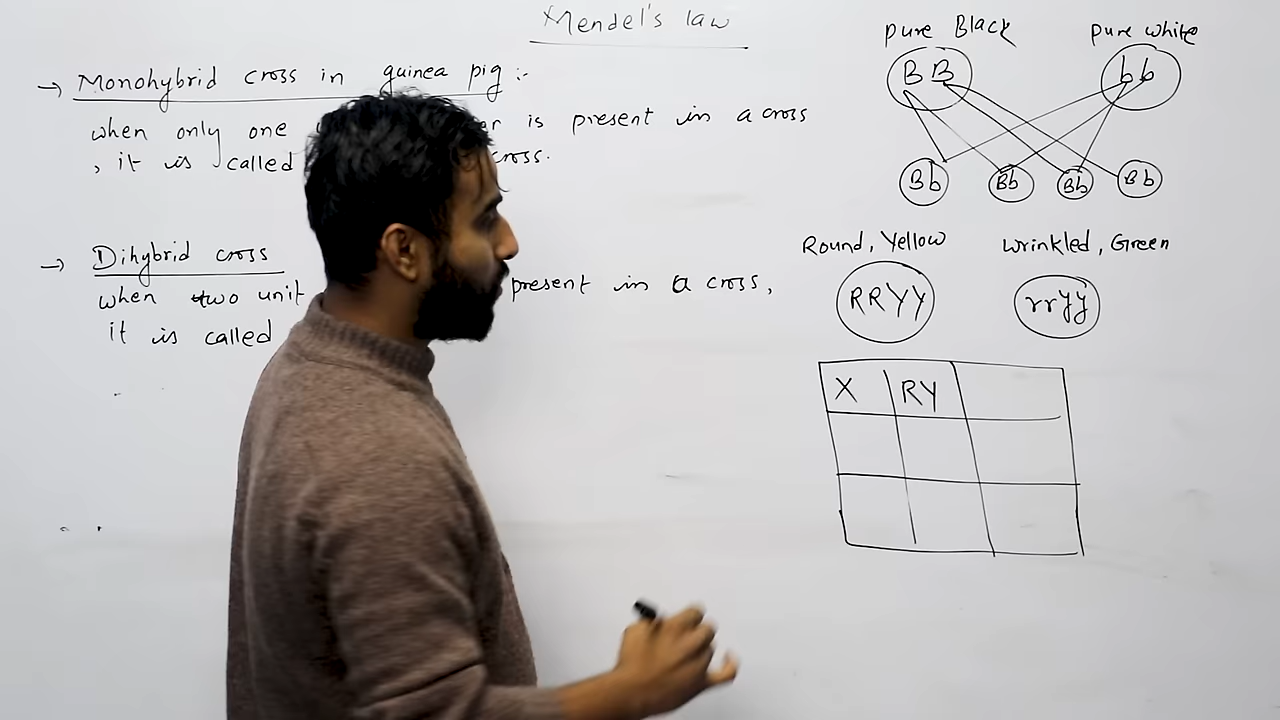 Mendel's law
→ Monohybrid cross in guinea pig :-
when only one is present in a cross
, it is called cross.
→ Dihybrid cross
when two unit present in a cross,
it is called
pure Black pure white
BB bb
Bb Bb Bb Bb
Round, Yellow wrinkled, Green
RRYY rryy
X RY